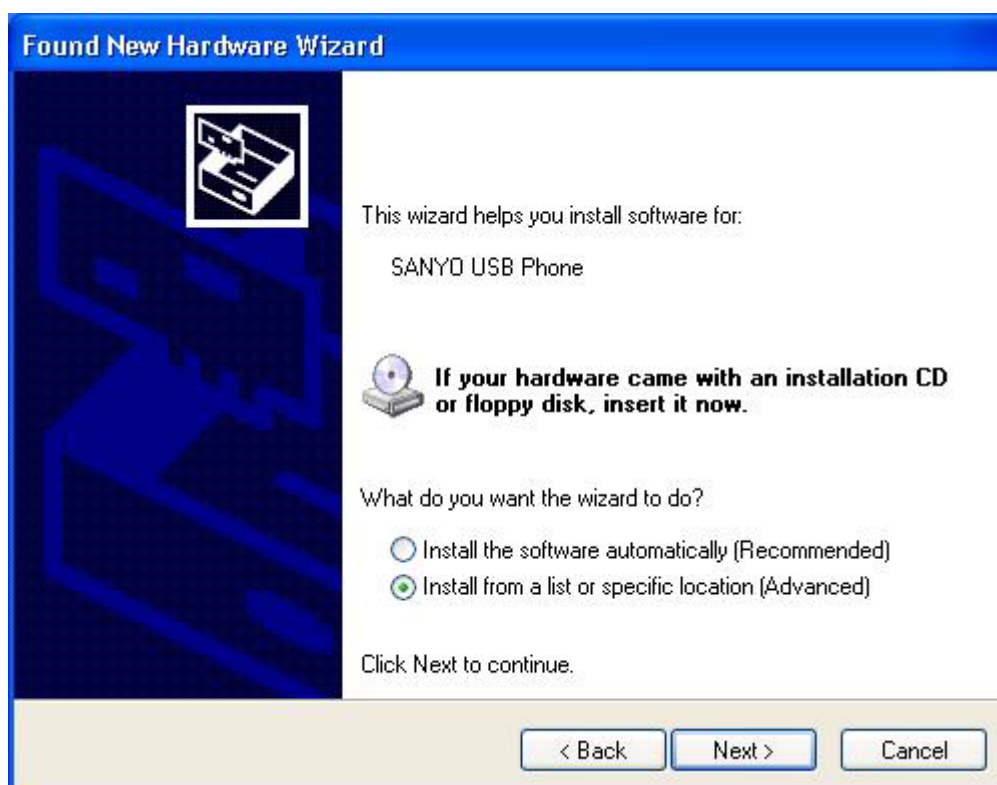 Found New Hardware Wizard
This wizard helps you install software for:
SANYO USB Phone
If your hardware came with an installation CD
or floppy disk, insert it now.
What do you want the wizard to do?
Install the software automatically (Recommended)
Install from a list or specific location (Advanced)
Click Next to continue.
< Back Next > Cancel